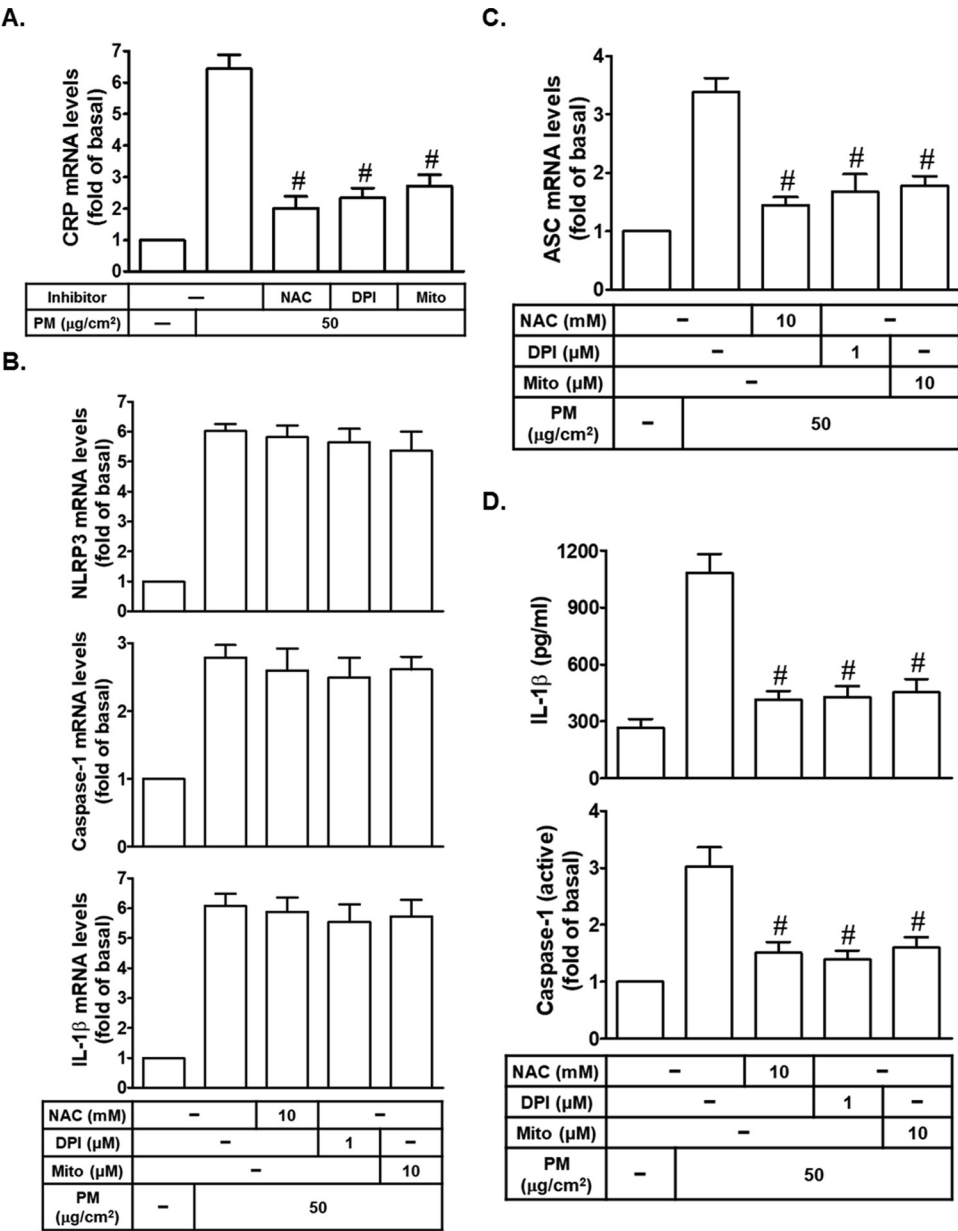 A.
CRP mRNA levels
(fold of basal)
7
6
5
4
3
2
1
0
# # #
Inhibitor — NAC DPI Mito
PM (μg/cm²) — 50
B.
NLRP3 mRNA levels
(fold of basal)
7
6
5
4
3
2
1
0
Caspase-1 mRNA levels
(fold of basal)
3
2
1
0
IL-1β mRNA levels
(fold of basal)
7
6
5
4
3
2
1
0
NAC (mM) – 10 –
DPI (μM) – 1 –
Mito (μM) – 10
PM
(μg/cm²) – 50
C.
ASC mRNA levels
(fold of basal)
4
3
2
1
0
# # #
NAC (mM) – 10 –
DPI (μM) – 1 –
Mito (μM) – 10
PM
(μg/cm²) – 50
D.
IL-1β (pg/ml)
1200
900
600
300
0
# # #
Caspase-1 (active)
(fold of basal)
4
3
2
1
0
# # #
NAC (mM) – 10 –
DPI (μM) – 1 –
Mito (μM) – 10
PM
(μg/cm²) – 50